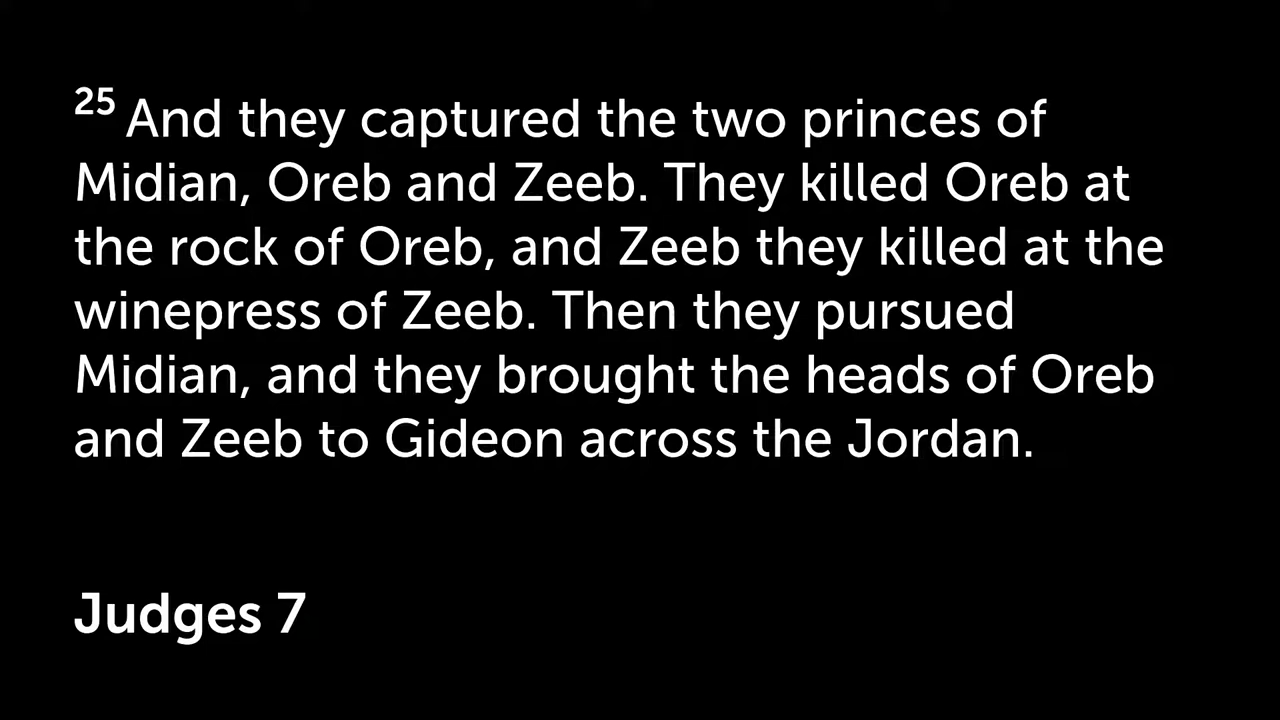 25 And they captured the two princes of
Midian, Oreb and Zeeb. They killed Oreb at
the rock of Oreb, and Zeeb they killed at the
winepress of Zeeb. Then they pursued
Midian, and they brought the heads of Oreb
and Zeeb to Gideon across the Jordan.
Judges 7